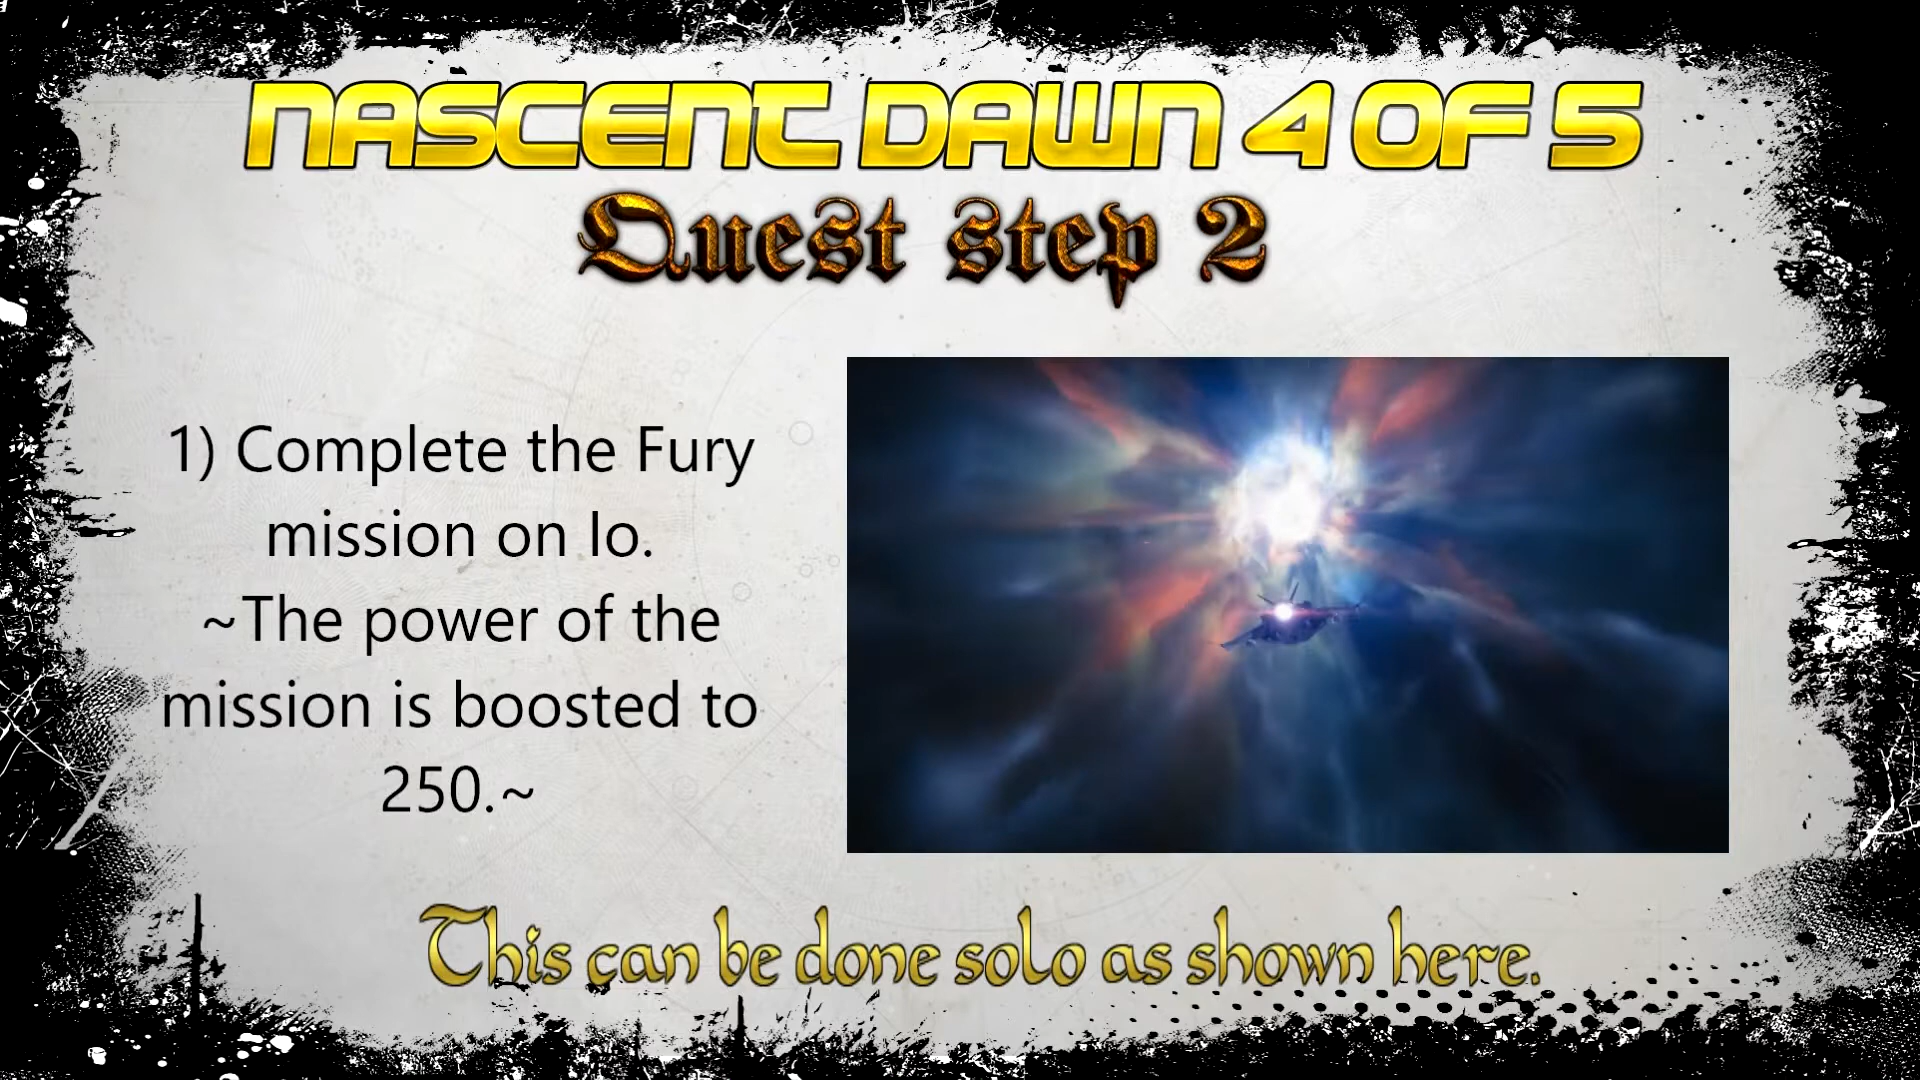 NASCENT DAWN 4 OF 5
Quest step 2
1) Complete the Fury
mission on Io.
~The power of the
mission is boosted to
250.~
This can be done solo as shown here.